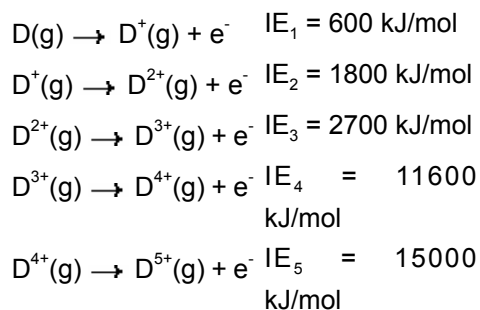 D(g) → D⁺(g) + e⁻ IE₁ = 600 kJ/mol
D⁺(g) → D²⁺(g) + e⁻ IE₂ = 1800 kJ/mol
D²⁺(g) → D³⁺(g) + e⁻ IE₃ = 2700 kJ/mol
D³⁺(g) → D⁴⁺(g) + e⁻ IE₄ = 11600
kJ/mol
D⁴⁺(g) → D⁵⁺(g) + e⁻ IE₅ = 15000
kJ/mol